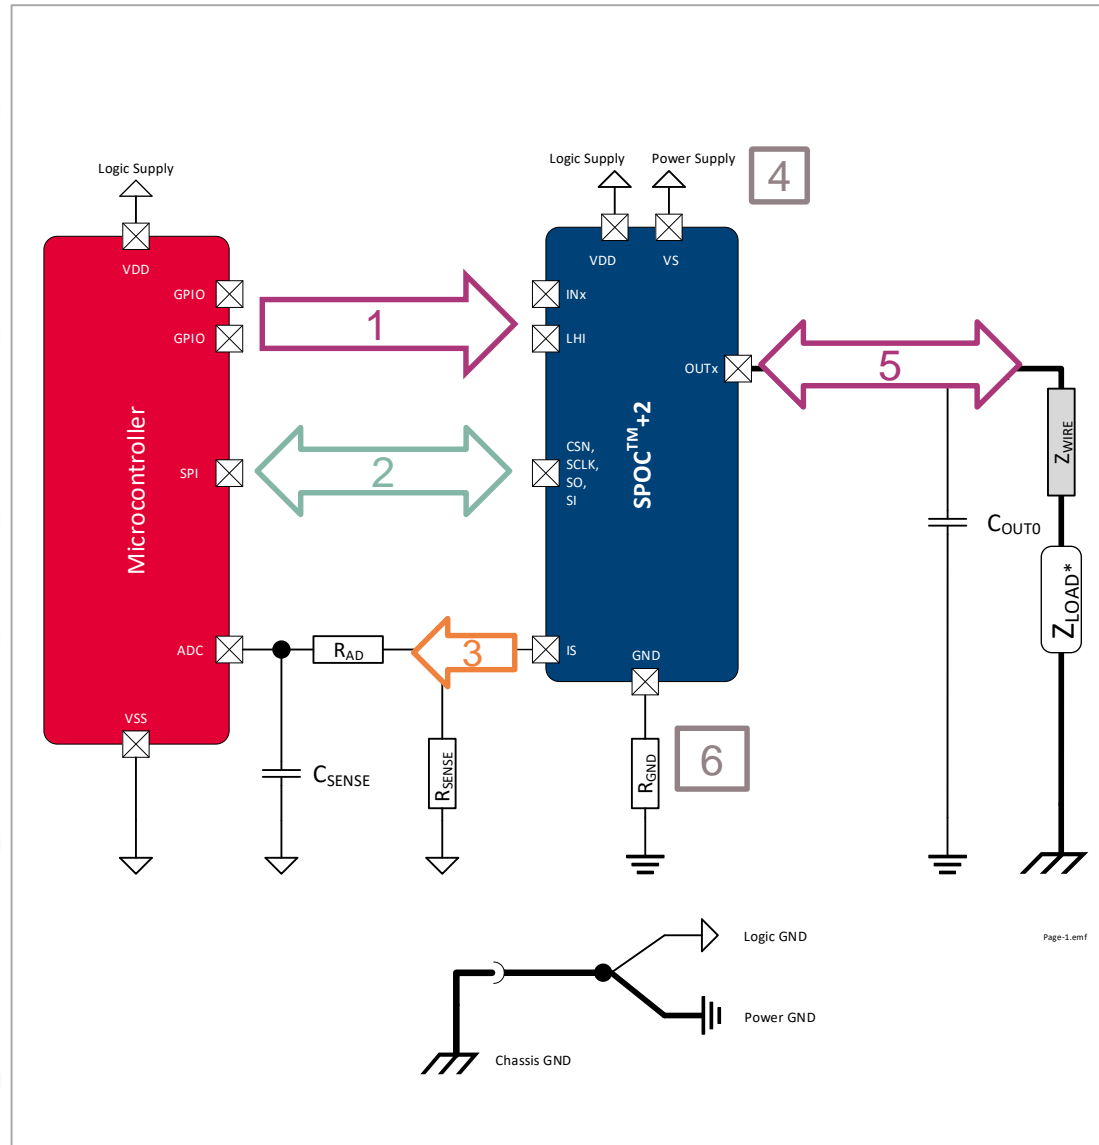 Logic Supply
Logic Supply
Power Supply
4
VDD
VDD
VS
GPIO
INx
1
GPIO
LHI
OUTx
5
Microcontroller
SPOC™+2
SPI
2
CSN,
SCLK,
SO,
SI
ZWIRE
COUT0
ZLOAD*
ADC
RAD
3
IS
GND
VSS
CSENSE
RSENSE
RGND
6
Logic GND
Page-1.emf
Power GND
Chassis GND